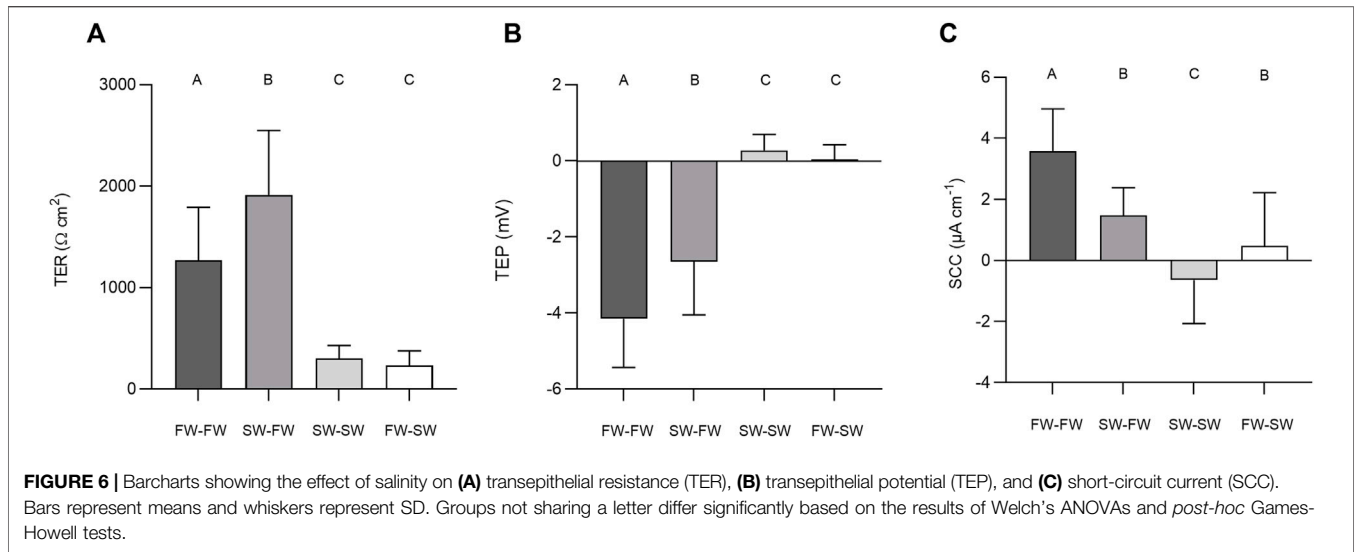 A
A B C C
3000
2000
1000
0
TER (Ω cm²)
FW-FW SW-FW SW-SW FW-SW
B
A B C C
2
0
-2
-4
-6
TEP (mV)
FW-FW SW-FW SW-SW FW-SW
C
A B C B
6
4
2
0
-2
-4
SCC (µA cm⁻¹)
FW-FW SW-FW SW-SW FW-SW
FIGURE 6 | Barcharts showing the effect of salinity on (A) transepithelial resistance (TER), (B) transepithelial potential (TEP), and (C) short-circuit current (SCC).
Bars represent means and whiskers represent SD. Groups not sharing a letter differ significantly based on the results of Welch’s ANOVAs and post-hoc Games-
Howell tests.